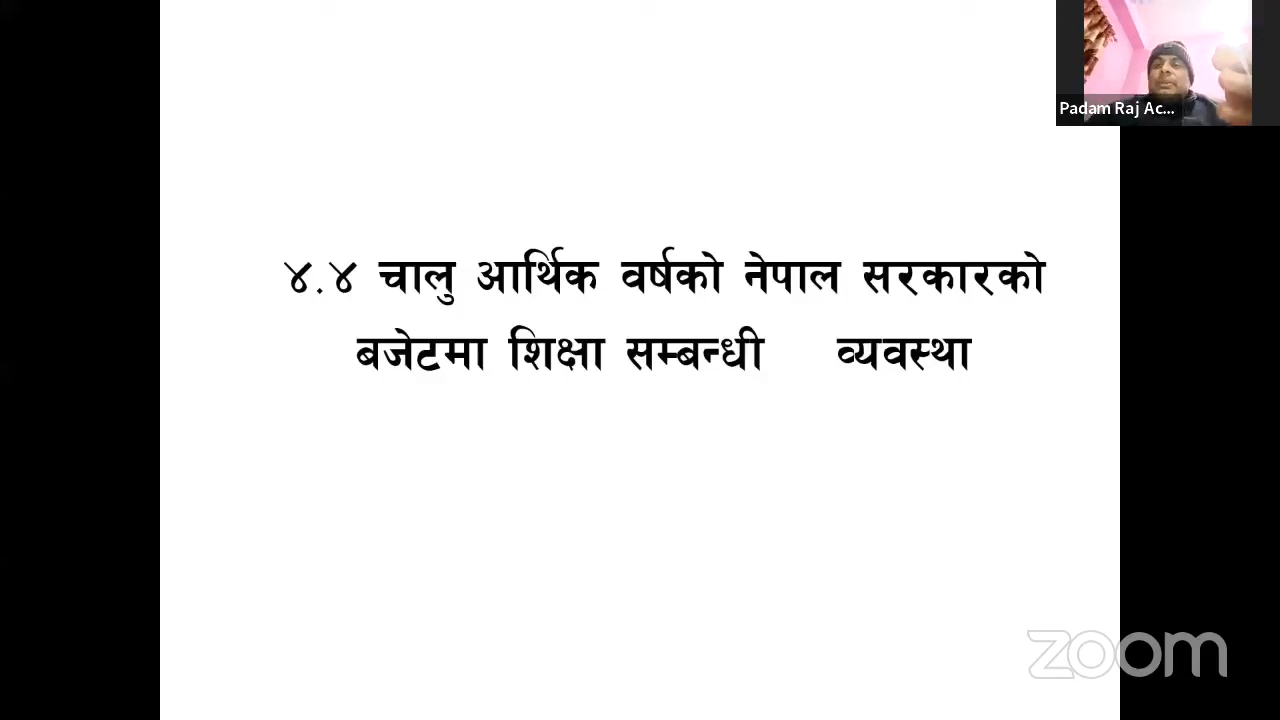 Padam Raj Ac...
४.४ चालु आर्थिक वर्षको नेपाल सरकारको
बजेटमा शिक्षा सम्बन्धी व्यवस्था
zoom